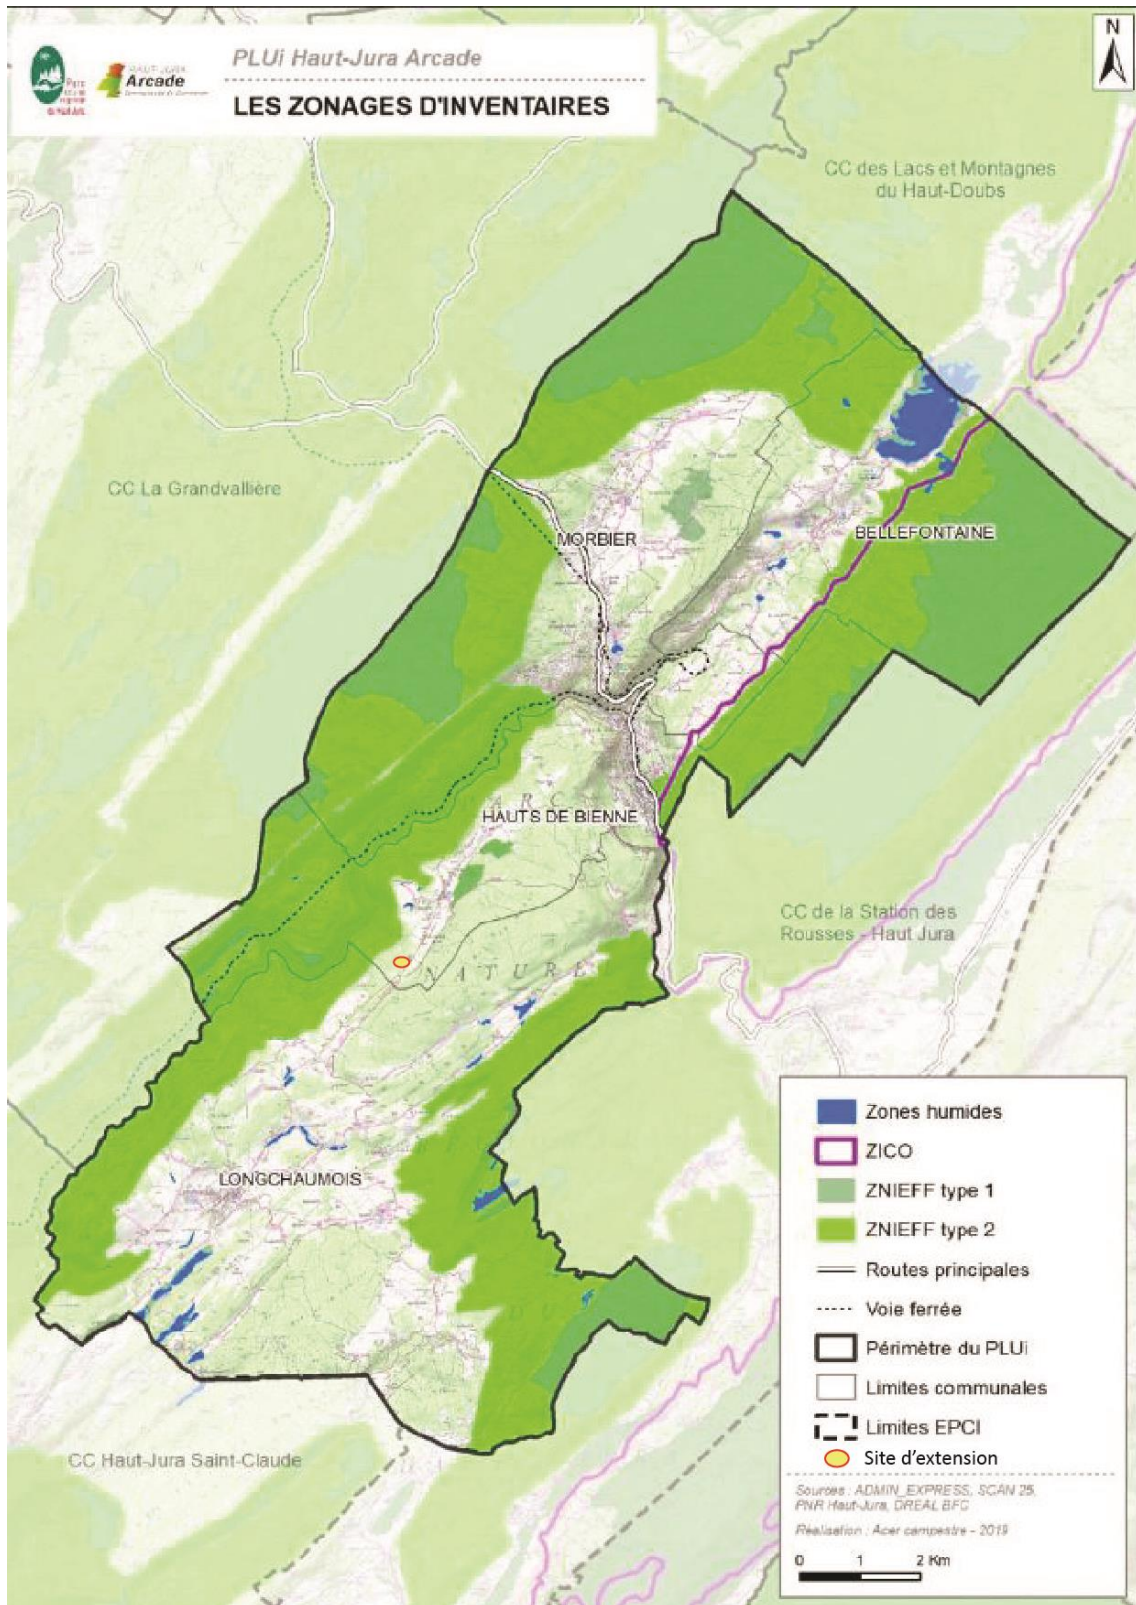 N
Parc
HAUT-JURA
Arcade
PLUi Haut-Jura Arcade
LES ZONAGES D'INVENTAIRES
CC des Lacs et Montagnes
du Haut-Doubs
CC La Grandvallière
MORBIER
BELLEFONTAINE
HAUTS DE BIENNE
CC de la Station des
Rousses - Haut Jura
NATURE
LONGCHAUMOIS
CC Haut-Jura Saint-Claude
Zones humides
ZICO
ZNIEFF type 1
ZNIEFF type 2
Routes principales
Voie ferrée
Périmètre du PLUi
Limites communales
Limites EPCI
Site d'extension
Sources : ADMIN_EXPRESS, SCAN 25,
PNR Haut-Jura, DREAL BFC
Réalisation : Acer campestre - 2019
0 1 2 Km